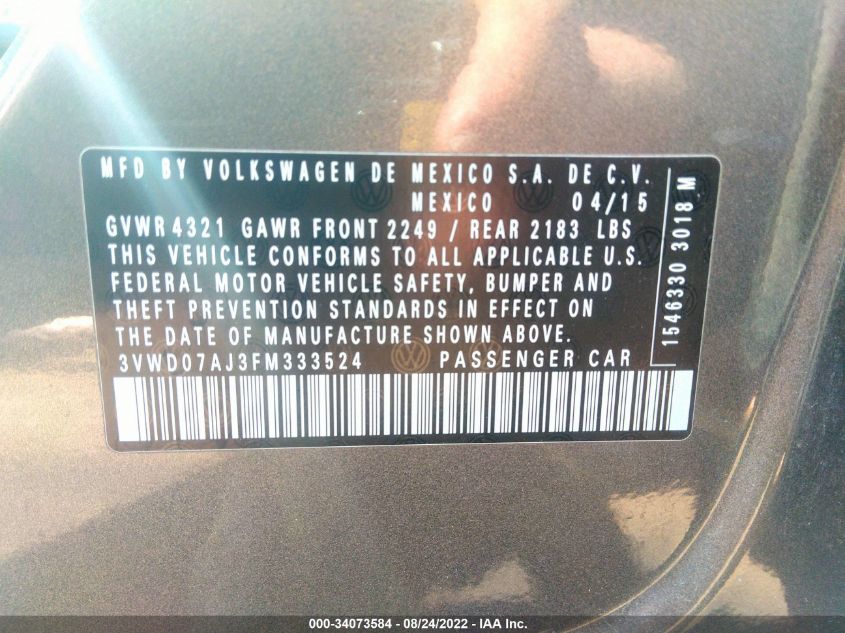 MFD BY VOLKSWAGEN DE MEXICO S.A. DE C.V.
MEXICO 04/15
GVWR 4321 GAWR FRONT 2249 / REAR 2183 LBS
THIS VEHICLE CONFORMS TO ALL APPLICABLE U.S.
FEDERAL MOTOR VEHICLE SAFETY, BUMPER AND
THEFT PREVENTION STANDARDS IN EFFECT ON
THE DATE OF MANUFACTURE SHOWN ABOVE.
3VWD07AJ3FM333524 PASSENGER CAR
1546330 3018 M
000-34073584 / 08/24/2022 - IAA Inc.